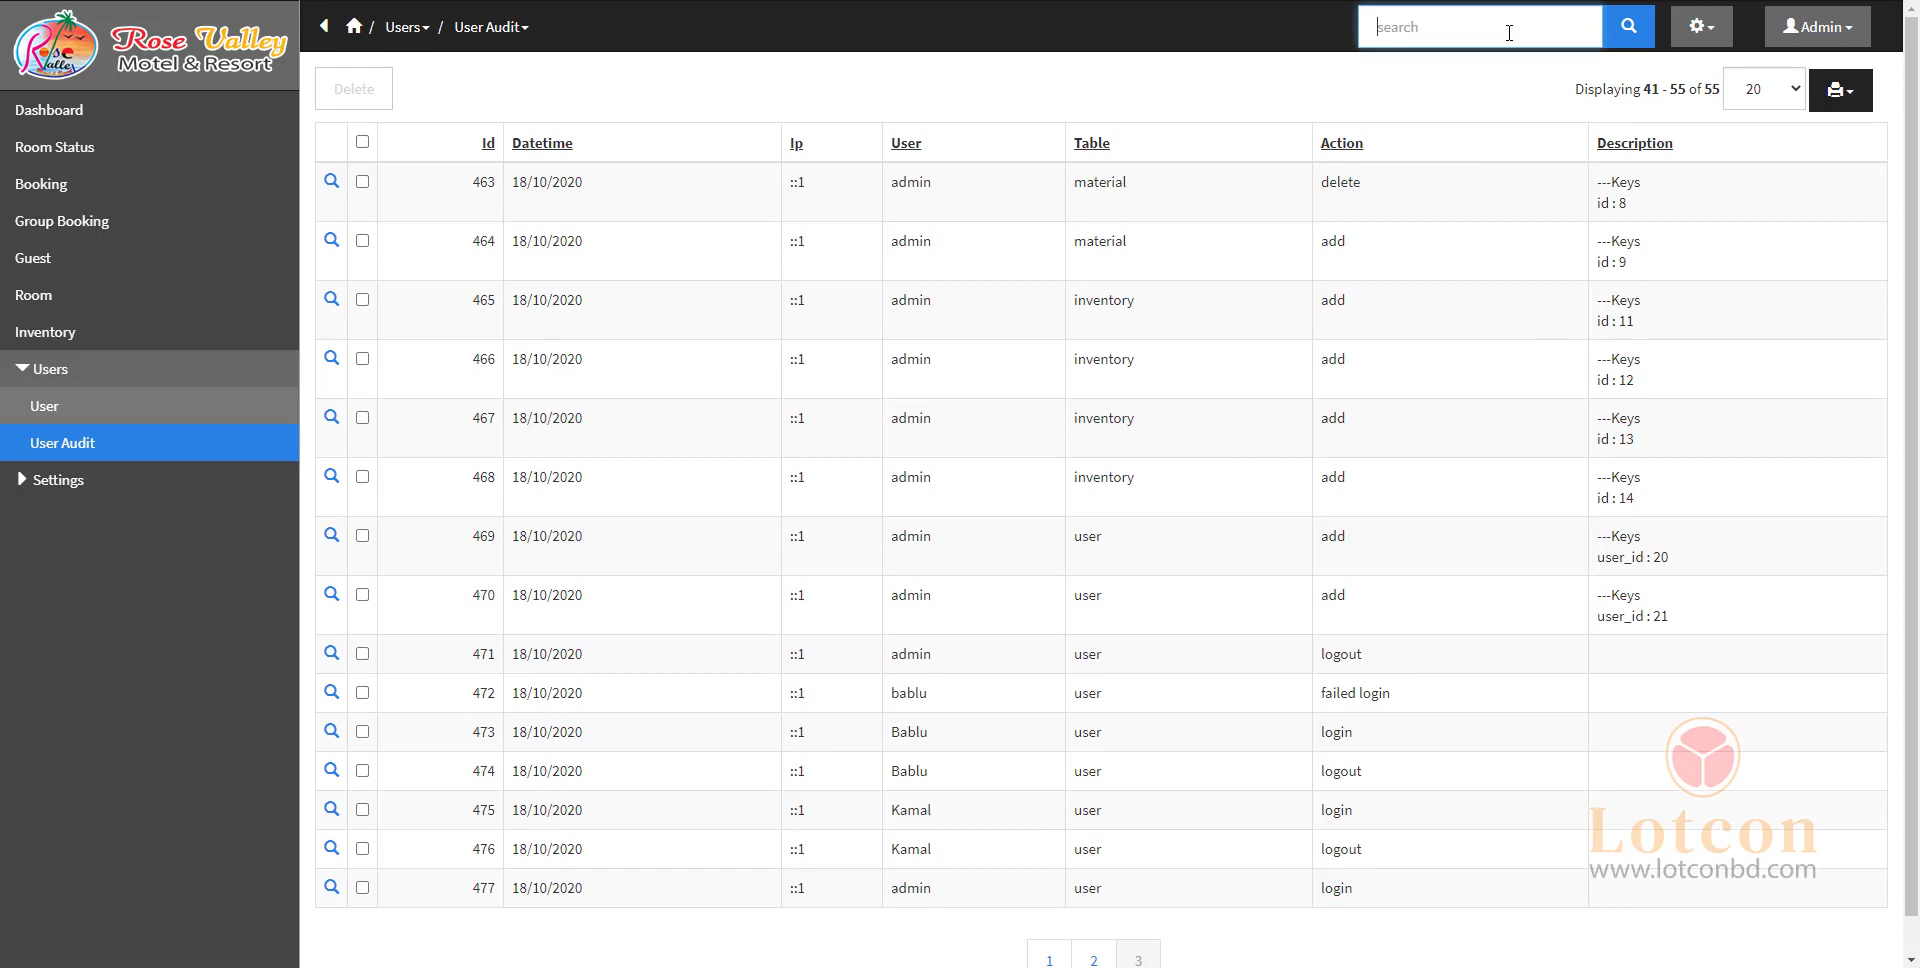 Rose Valley
Rose Valley
Motel & Resort
/ Users / User Audit
search
Admin
Dashboard
Room Status
Booking
Group Booking
Guest
Room
Inventory
Users
User
User Audit
Settings
Delete
Displaying 41 - 55 of 55 20
Id Datetime Ip User Table Action Description
463 18/10/2020 ::1 admin material delete ---Keys
id : 8
464 18/10/2020 ::1 admin material add ---Keys
id : 9
465 18/10/2020 ::1 admin inventory add ---Keys
id : 11
466 18/10/2020 ::1 admin inventory add ---Keys
id : 12
467 18/10/2020 ::1 admin inventory add ---Keys
id : 13
468 18/10/2020 ::1 admin inventory add ---Keys
id : 14
469 18/10/2020 ::1 admin user add ---Keys
user_id : 20
470 18/10/2020 ::1 admin user add ---Keys
user_id : 21
471 18/10/2020 ::1 admin user logout
472 18/10/2020 ::1 bablu user failed login
473 18/10/2020 ::1 Bablu user login
474 18/10/2020 ::1 Bablu user logout
475 18/10/2020 ::1 Kamal user login
476 18/10/2020 ::1 Kamal user logout
477 18/10/2020 ::1 admin user login
Lotcon
www.lotconbd.com
1 2 3